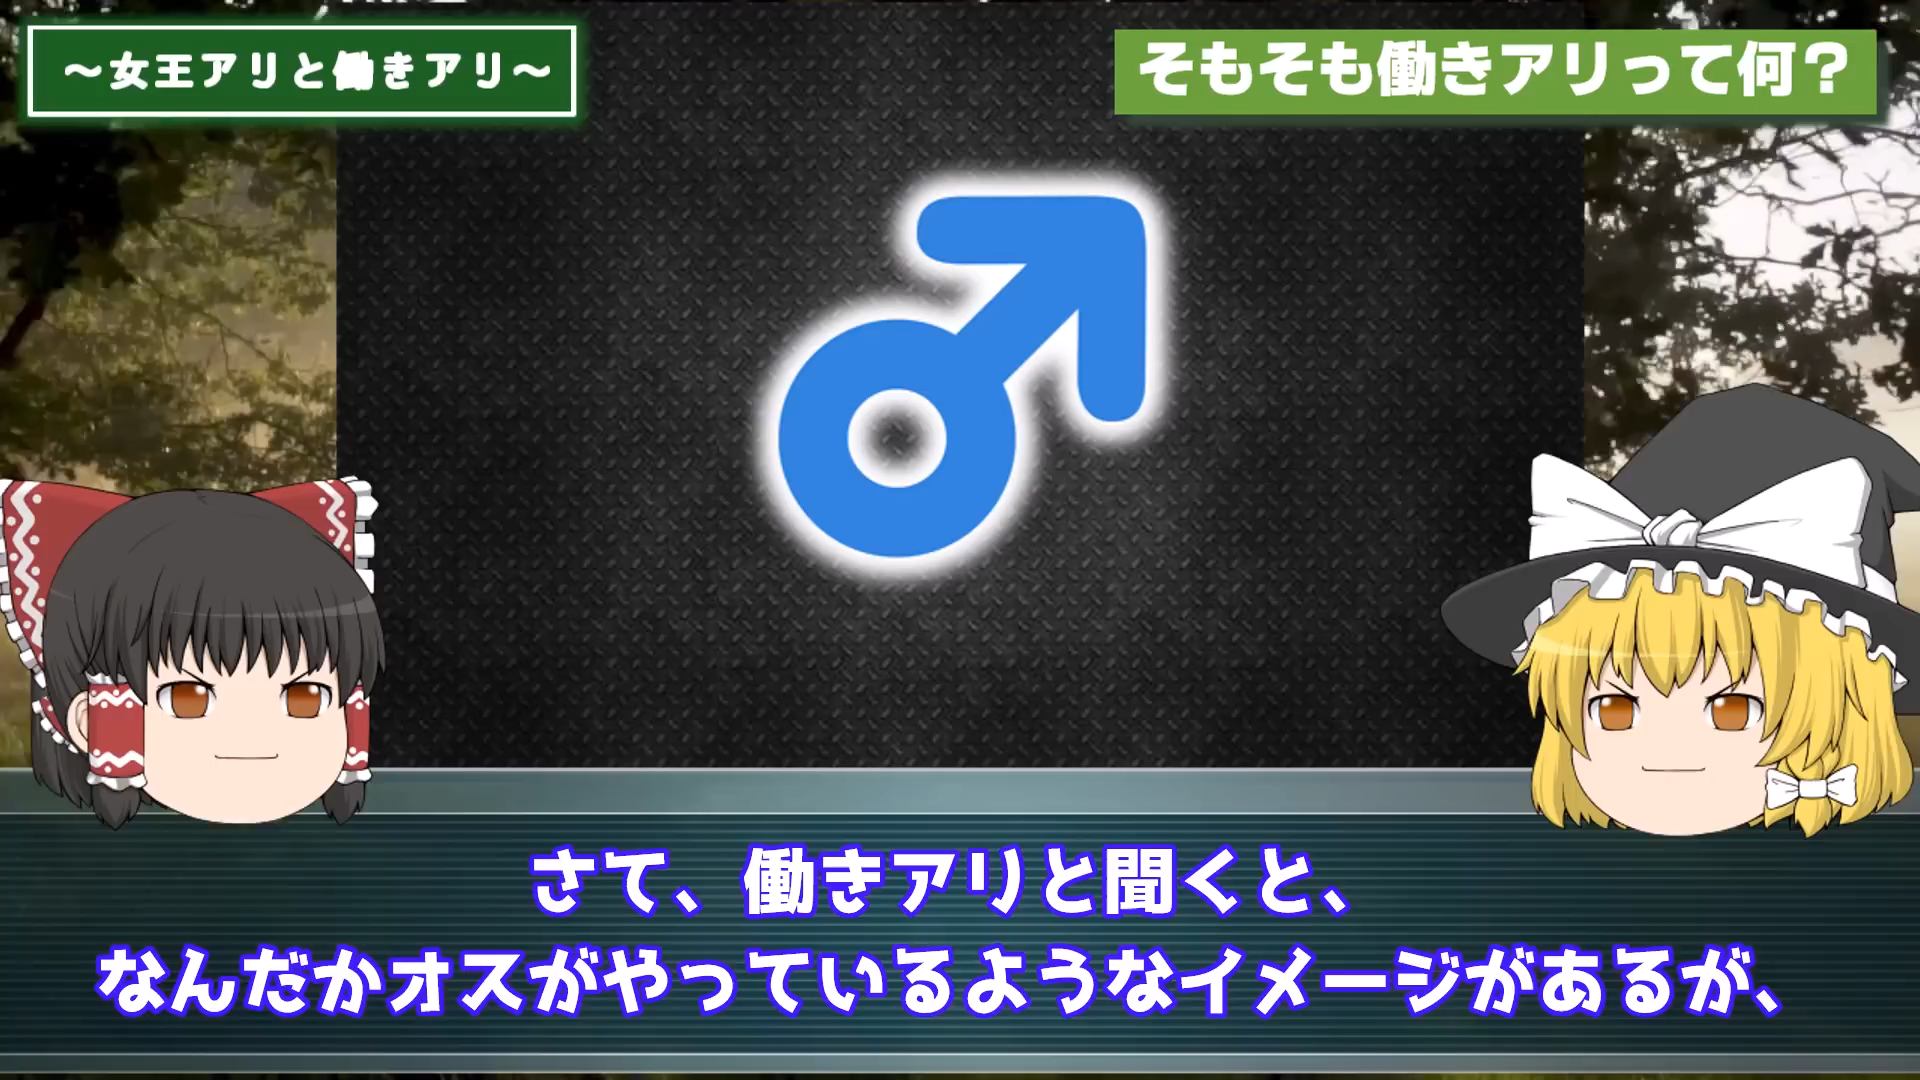 ～女王アリと働きアリ～
そもそも働きアリって何？
さて、働きアリと聞くと、
なんだかオスがやっているようなイメージがあるが、